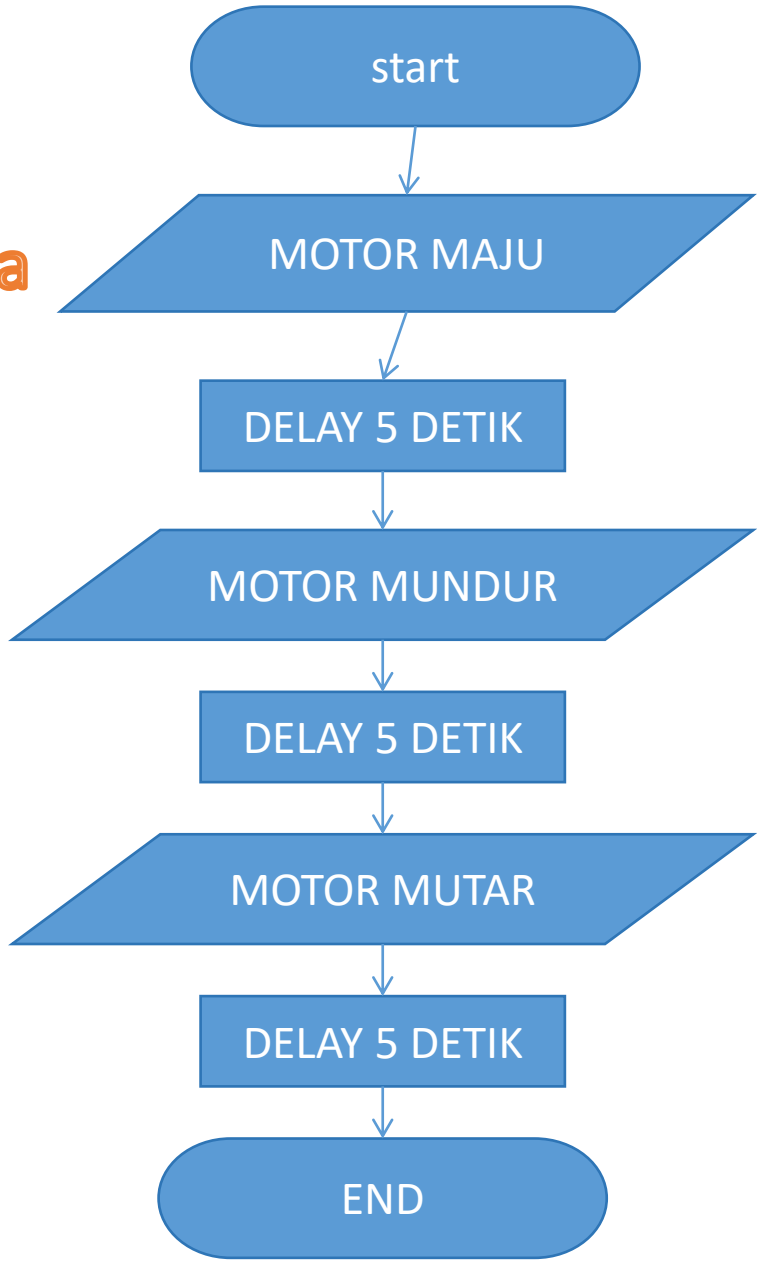 start
MOTOR MAJU
a
DELAY 5 DETIK
MOTOR MUNDUR
DELAY 5 DETIK
MOTOR MUTAR
DELAY 5 DETIK
END